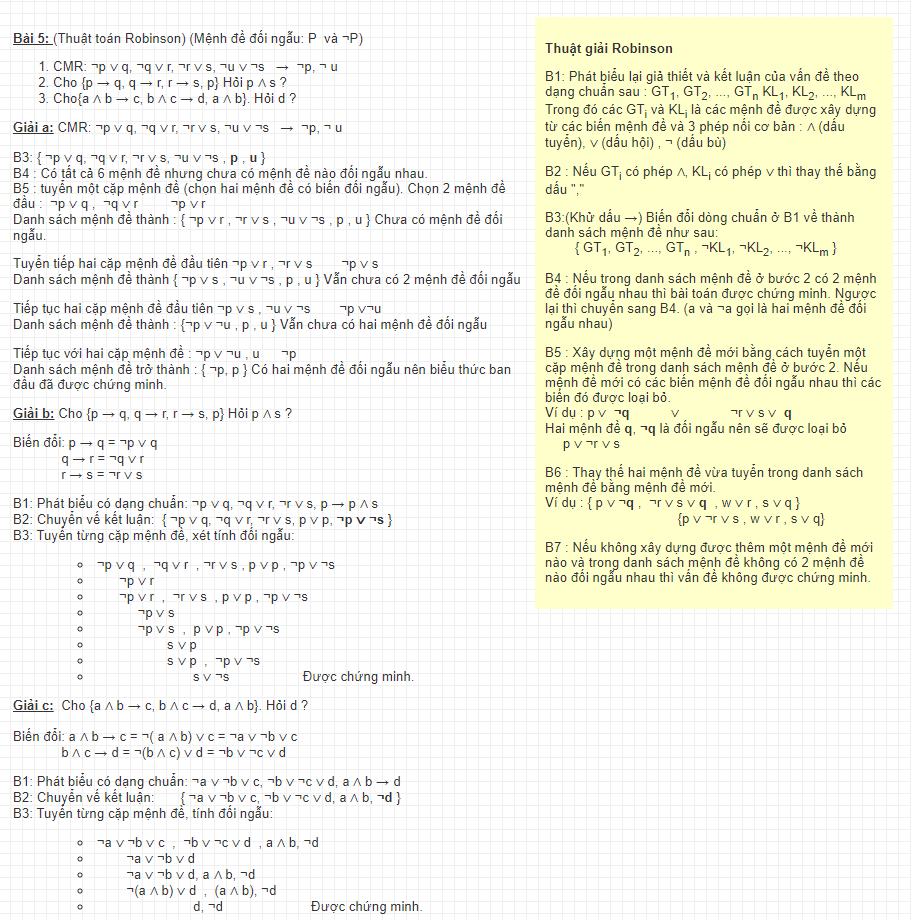 Bài 5: (Thuật toán Robinson) (Mệnh đề đối ngẫu: P và ¬P)
1. CMR: ¬p ∨ q, ¬q ∨ r, ¬r ∨ s, ¬u ∨ ¬s → ¬p, ¬ u
2. Cho {p → q, q → r, r → s, p} Hỏi p ∧ s ?
3. Cho{a ∧ b → c, b ∧ c → d, a ∧ b}. Hỏi d ?
Giải a: CMR: ¬p ∨ q, ¬q ∨ r, ¬r ∨ s, ¬u ∨ ¬s → ¬p, ¬ u
B3: { ¬p ∨ q, ¬q ∨ r, ¬r ∨ s, ¬u ∨ ¬s , p , u }
B4 : Có tất cả 6 mệnh đề nhưng chưa có mệnh đề nào đối ngẫu nhau.
B5 : tuyển một cặp mệnh đề (chọn hai mệnh đề có biến đối ngẫu). Chọn 2 mệnh đề
đầu : ¬p ∨ q , ¬q ∨ r ¬p ∨ r
Danh sách mệnh đề thành : { ¬p ∨ r , ¬r ∨ s , ¬u ∨ ¬s , p , u } Chưa có mệnh đề đối
ngẫu.
Tuyển tiếp hai cặp mệnh đề đầu tiên ¬p ∨ r , ¬r ∨ s ¬p ∨ s
Danh sách mệnh đề thành { ¬p ∨ s , ¬u ∨ ¬s , p , u } Vẫn chưa có 2 mệnh đề đối ngẫu
Tiếp tục hai cặp mệnh đề đầu tiên ¬p ∨ s , ¬u ∨ ¬s ¬p ∨¬u
Danh sách mệnh đề thành : {¬p ∨ ¬u , p , u } Vẫn chưa có hai mệnh đề đối ngẫu
Tiếp tục với hai cặp mệnh đề : ¬p ∨ ¬u , u ¬p
Danh sách mệnh đề trở thành : { ¬p, p } Có hai mệnh đề đối ngẫu nên biểu thức ban
đầu đã được chứng minh.
Giải b: Cho {p → q, q → r, r → s, p} Hỏi p ∧ s ?
Biến đổi: p → q = ¬p ∨ q
q → r = ¬q ∨ r
r → s = ¬r ∨ s
B1: Phát biểu có dạng chuẩn: ¬p ∨ q, ¬q ∨ r, ¬r ∨ s, p → p ∧ s
B2: Chuyển vế kết luận: { ¬p ∨ q, ¬q ∨ r, ¬r ∨ s, p ∨ p, ¬p ∨ ¬s }
B3: Tuyển từng cặp mệnh đề, xét tính đối ngẫu:
¬p ∨ q , ¬q ∨ r , ¬r ∨ s , p ∨ p , ¬p ∨ ¬s
¬p ∨ r
¬p ∨ r , ¬r ∨ s , p ∨ p , ¬p ∨ ¬s
¬p ∨ s
¬p ∨ s , p ∨ p , ¬p ∨ ¬s
s ∨ p
s ∨ p , ¬p ∨ ¬s
s ∨ ¬s Được chứng minh.
Giải c: Cho {a ∧ b → c, b ∧ c → d, a ∧ b}. Hỏi d ?
Biến đổi: a ∧ b → c = ¬( a ∧ b) ∨ c = ¬a ∨ ¬b ∨ c
b ∧ c → d = ¬(b ∧ c) ∨ d = ¬b ∨ ¬c ∨ d
B1: Phát biểu có dạng chuẩn: ¬a ∨ ¬b ∨ c, ¬b ∨ ¬c ∨ d, a ∧ b → d
B2: Chuyển vế kết luận: { ¬a ∨ ¬b ∨ c, ¬b ∨ ¬c ∨ d, a ∧ b, ¬d }
B3: Tuyển từng cặp mệnh đề, tính đối ngẫu:
¬a ∨ ¬b ∨ c , ¬b ∨ ¬c ∨ d , a ∧ b, ¬d
¬a ∨ ¬b ∨ d
¬a ∨ ¬b ∨ d, a ∧ b, ¬d
¬(a ∧ b) ∨ d , (a ∧ b), ¬d
d, ¬d Được chứng minh.
Thuật giải Robinson
B1: Phát biểu lại giả thiết và kết luận của vấn đề theo
dạng chuẩn sau : GT1, GT2, ..., GTn KL1, KL2, ..., KLm
Trong đó các GTi và KLi là các mệnh đề được xây dựng
từ các biến mệnh đề và 3 phép nối cơ bản : ∧ (dấu
tuyển), ∨ (dấu hội) , ¬ (dấu bù)
B2 : Nếu GTi có phép ∧, KLi có phép ∨ thì thay thế bằng
dấu ","
B3:(Khử dấu →) Biến đổi dòng chuẩn ở B1 về thành
danh sách mệnh đề như sau:
{ GT1, GT2, ..., GTn , ¬KL1, ¬KL2, ..., ¬KLm }
B4 : Nếu trong danh sách mệnh đề ở bước 2 có 2 mệnh
đề đối ngẫu nhau thì bài toán được chứng minh. Ngược
lại thì chuyển sang B4. (a và ¬a gọi là hai mệnh đề đối
ngẫu nhau)
B5 : Xây dựng một mệnh đề mới bằng cách tuyển một
cặp mệnh đề trong danh sách mệnh đề ở bước 2. Nếu
mệnh đề mới có các biến mệnh đề đối ngẫu nhau thì các
biến đó được loại bỏ.
Ví dụ : p ∨ ¬q ∨ ¬r ∨ s ∨ q
Hai mệnh đề q, ¬q là đối ngẫu nên sẽ được loại bỏ
p ∨ ¬r ∨ s
B6 : Thay thế hai mệnh đề vừa tuyển trong danh sách
mệnh đề bằng mệnh đề mới.
Ví dụ : { p ∨ ¬q , ¬r ∨ s ∨ q , w ∨ r , s ∨ q }
{p ∨ ¬r ∨ s , w ∨ r , s ∨ q}
B7 : Nếu không xây dựng được thêm một mệnh đề mới
nào và trong danh sách mệnh đề không có 2 mệnh đề
nào đối ngẫu nhau thì vấn đề không được chứng minh.